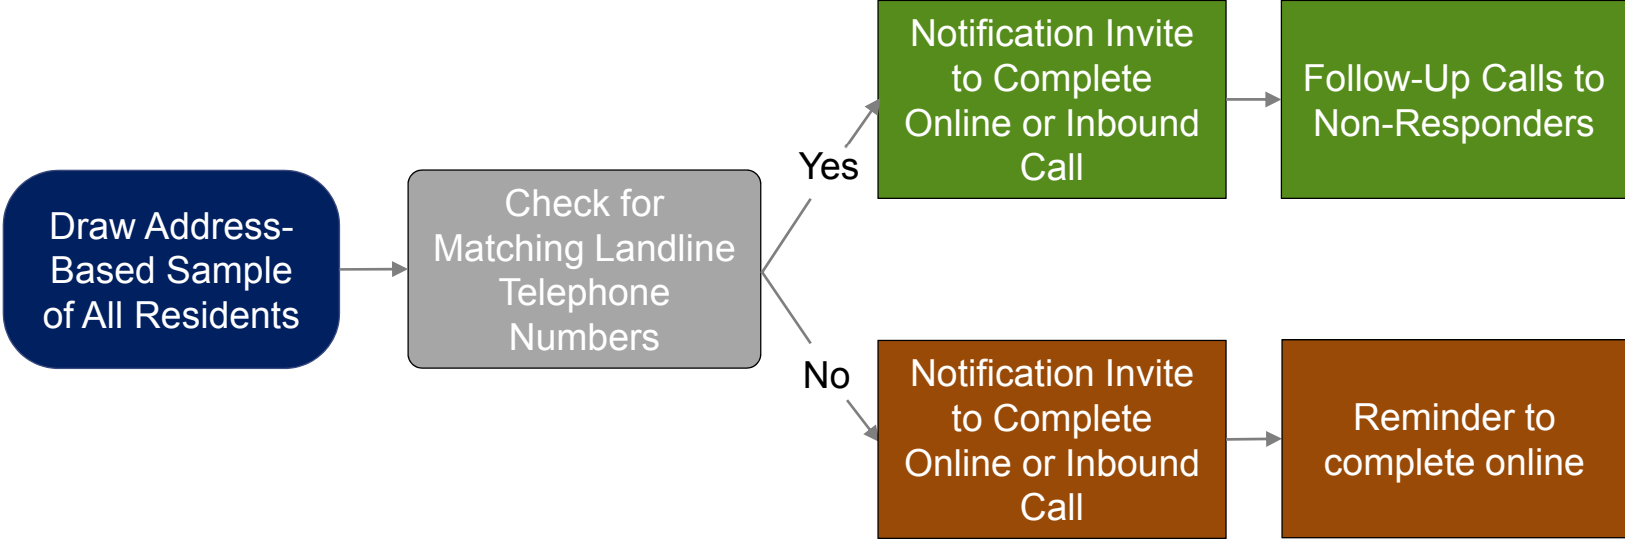 Draw Address-
Based Sample
of All Residents
Check for
Matching Landline
Telephone
Numbers
Yes
Notification Invite
to Complete
Online or Inbound
Call
Follow-Up Calls to
Non-Responders
No
Notification Invite
to Complete
Online or Inbound
Call
Reminder to
complete online